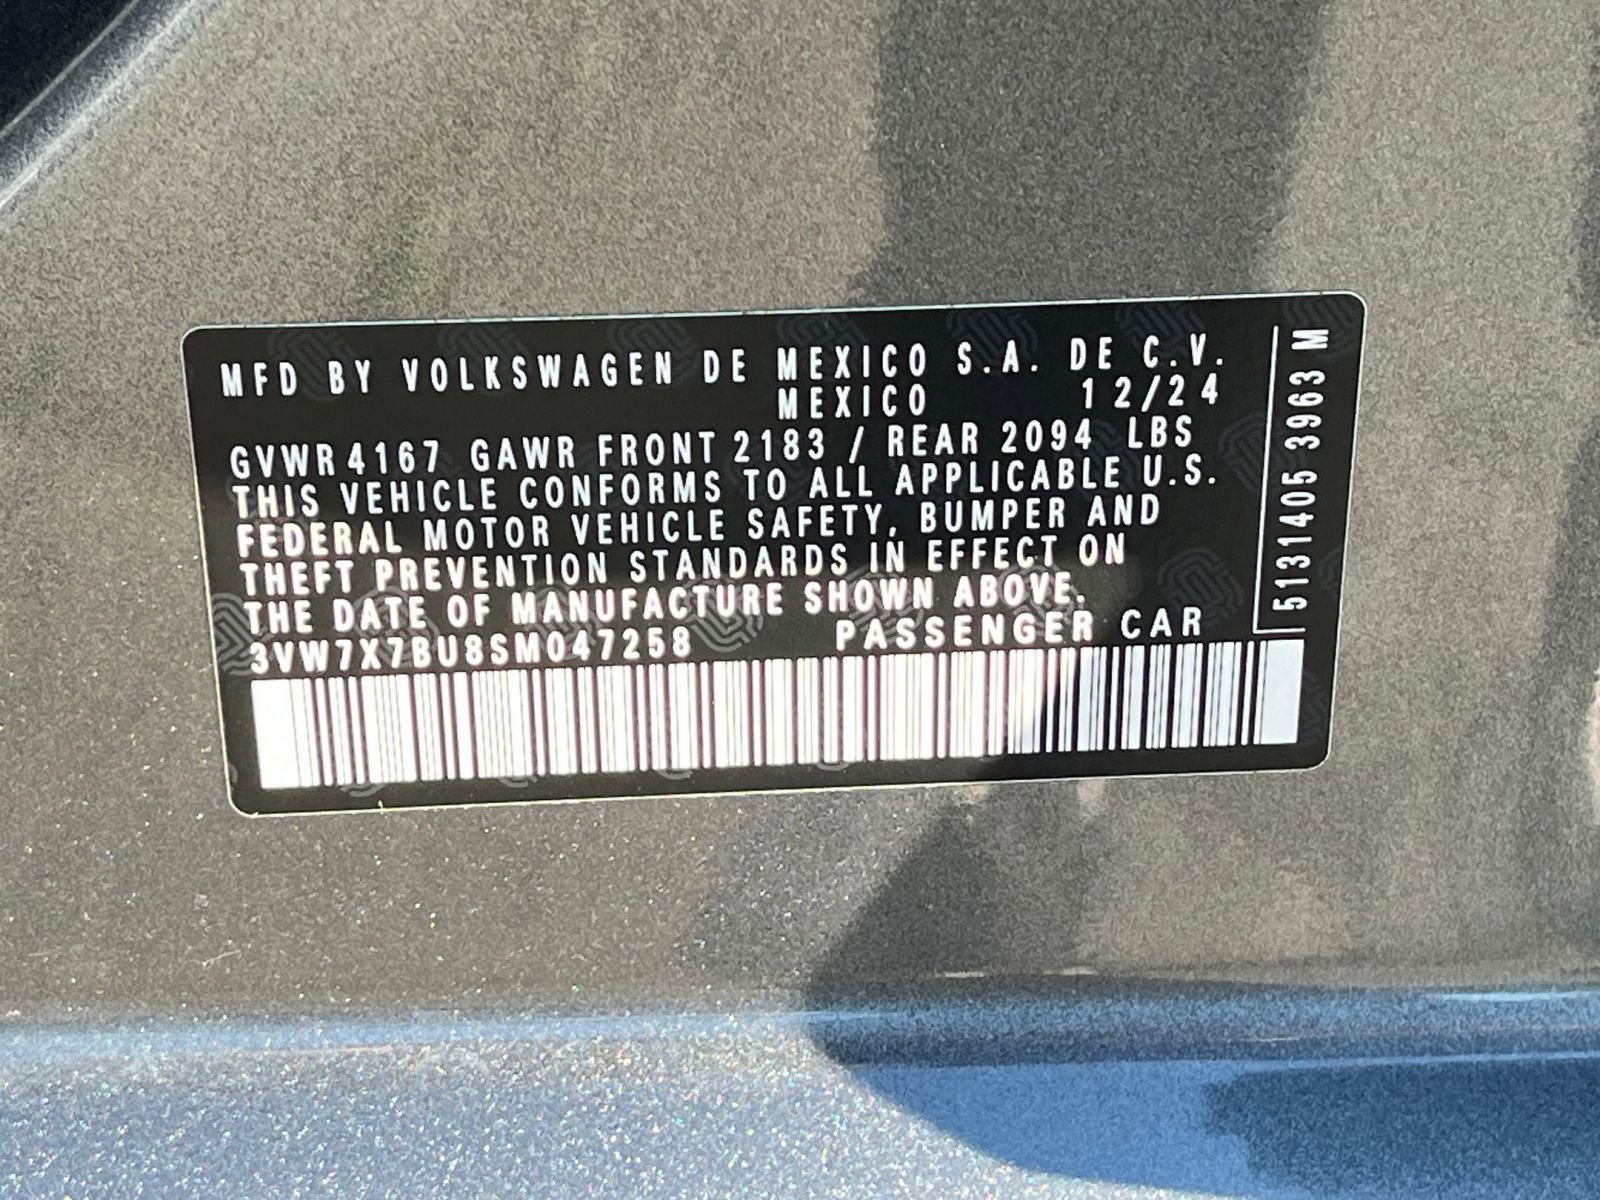 MFD BY VOLKSWAGEN DE MEXICO S.A. DE C.V.
MEXICO 12/24
GVWR 4167 GAWR FRONT 2183 / REAR 2094 LBS
THIS VEHICLE CONFORMS TO ALL APPLICABLE U.S.
FEDERAL MOTOR VEHICLE SAFETY, BUMPER AND
THEFT PREVENTION STANDARDS IN EFFECT ON
THE DATE OF MANUFACTURE SHOWN ABOVE.
3VW7X7BU8SM047258 PASSENGER CAR
5131405 3963 M